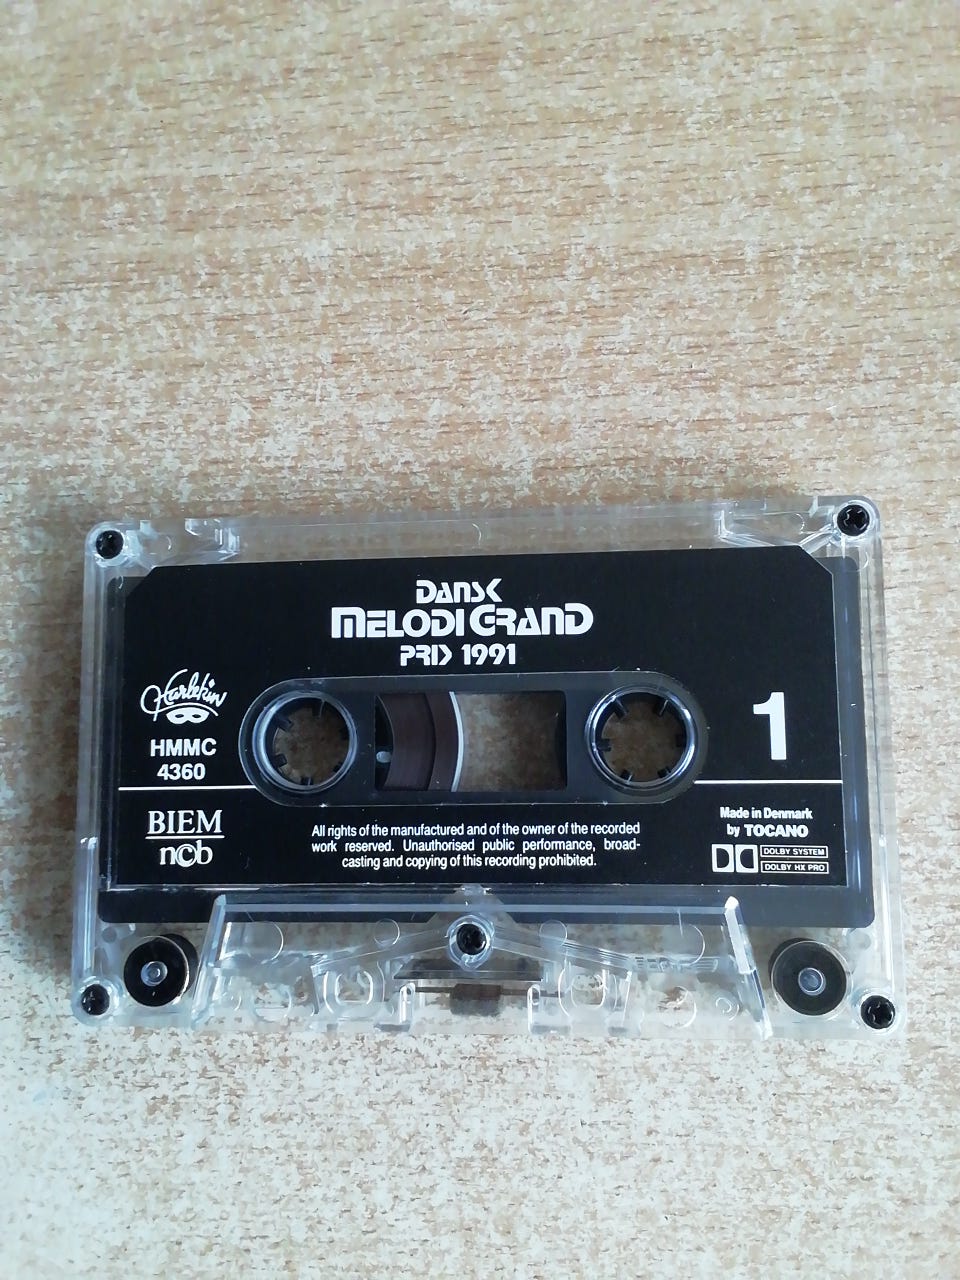 DANSK
MELODI GRAND
PRIX 1991
Harlekin
HMMC
4360
1
BIEM
ncb
All rights of the manufactured and of the owner of the recorded
work reserved. Unauthorised public performance, broad-
casting and copying of this recording prohibited.
Made in Denmark
by TOCANO
DOLBY SYSTEM
DOLBY HX PRO